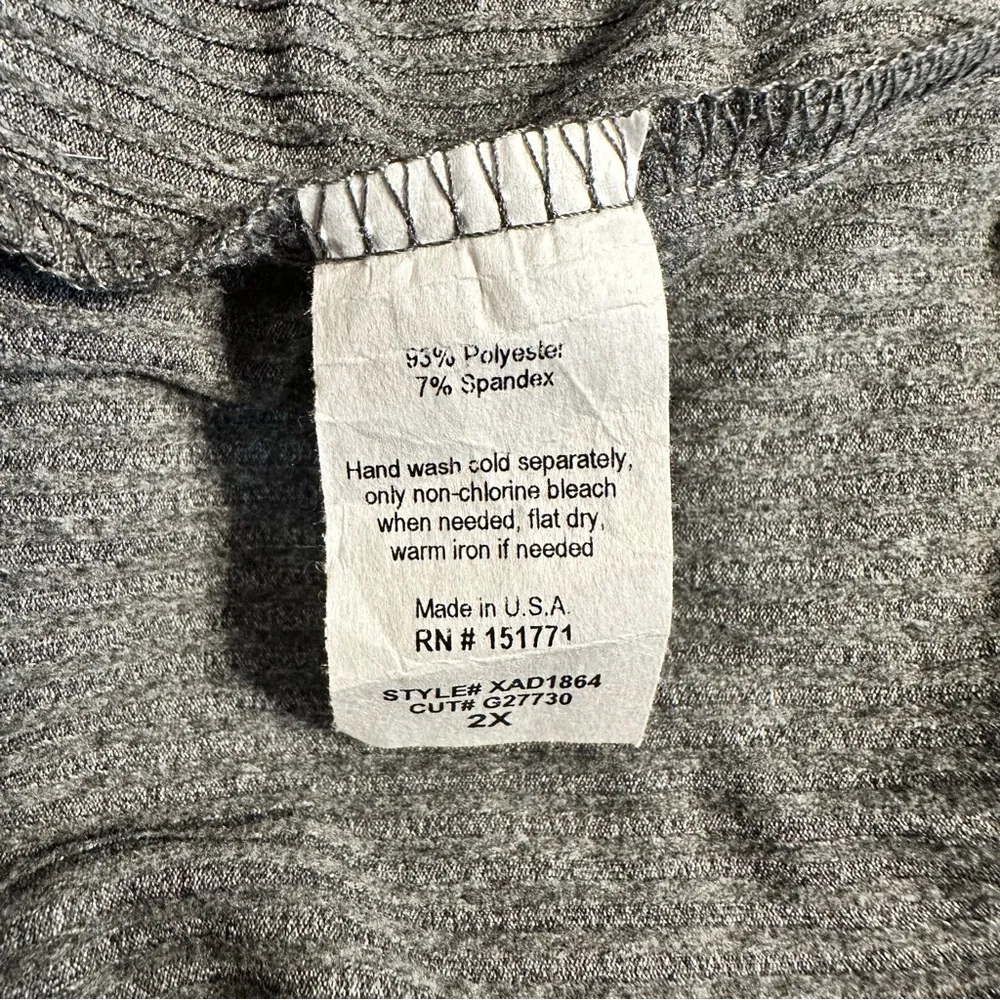 93% Polyester
7% Spandex
Hand wash cold separately,
only non-chlorine bleach
when needed, flat dry,
warm iron if needed
Made in U.S.A.
RN # 151771
STYLE# XAD1864
CUT# G27730
2X